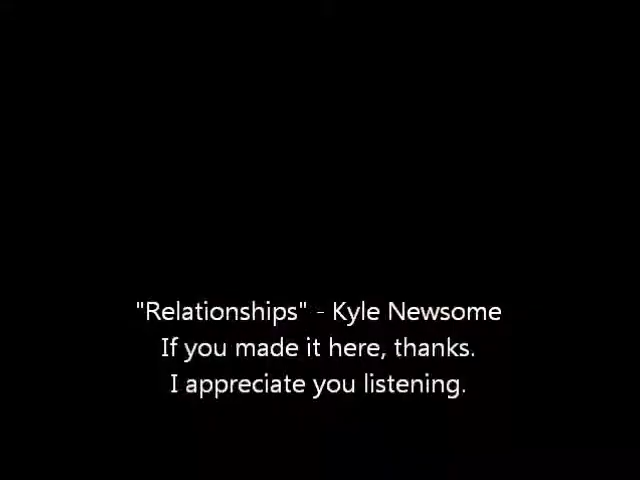 "Relationships" - Kyle Newsome
If you made it here, thanks.
I appreciate you listening.